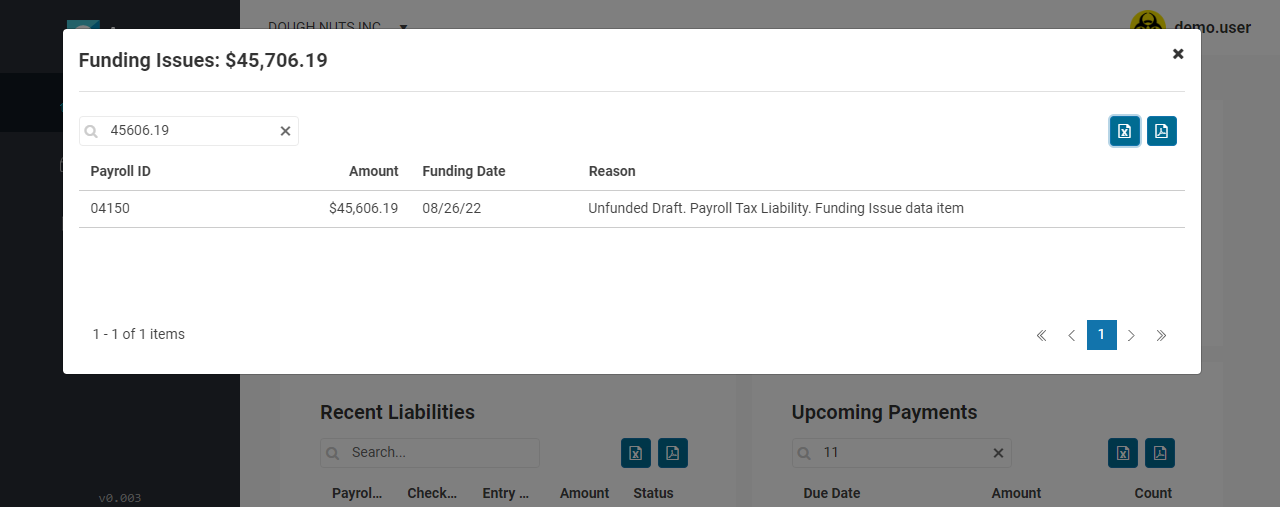 DOUGH NUTS INC
demo.user
Funding Issues: $45,706.19
45606.19
Payroll ID Amount Funding Date Reason
04150 $45,606.19 08/26/22 Unfunded Draft. Payroll Tax Liability. Funding Issue data item
1 - 1 of 1 items
1
Recent Liabilities
Search...
Payrol... Check... Entry ... Amount Status
Upcoming Payments
11
Due Date Amount Count
v0.003